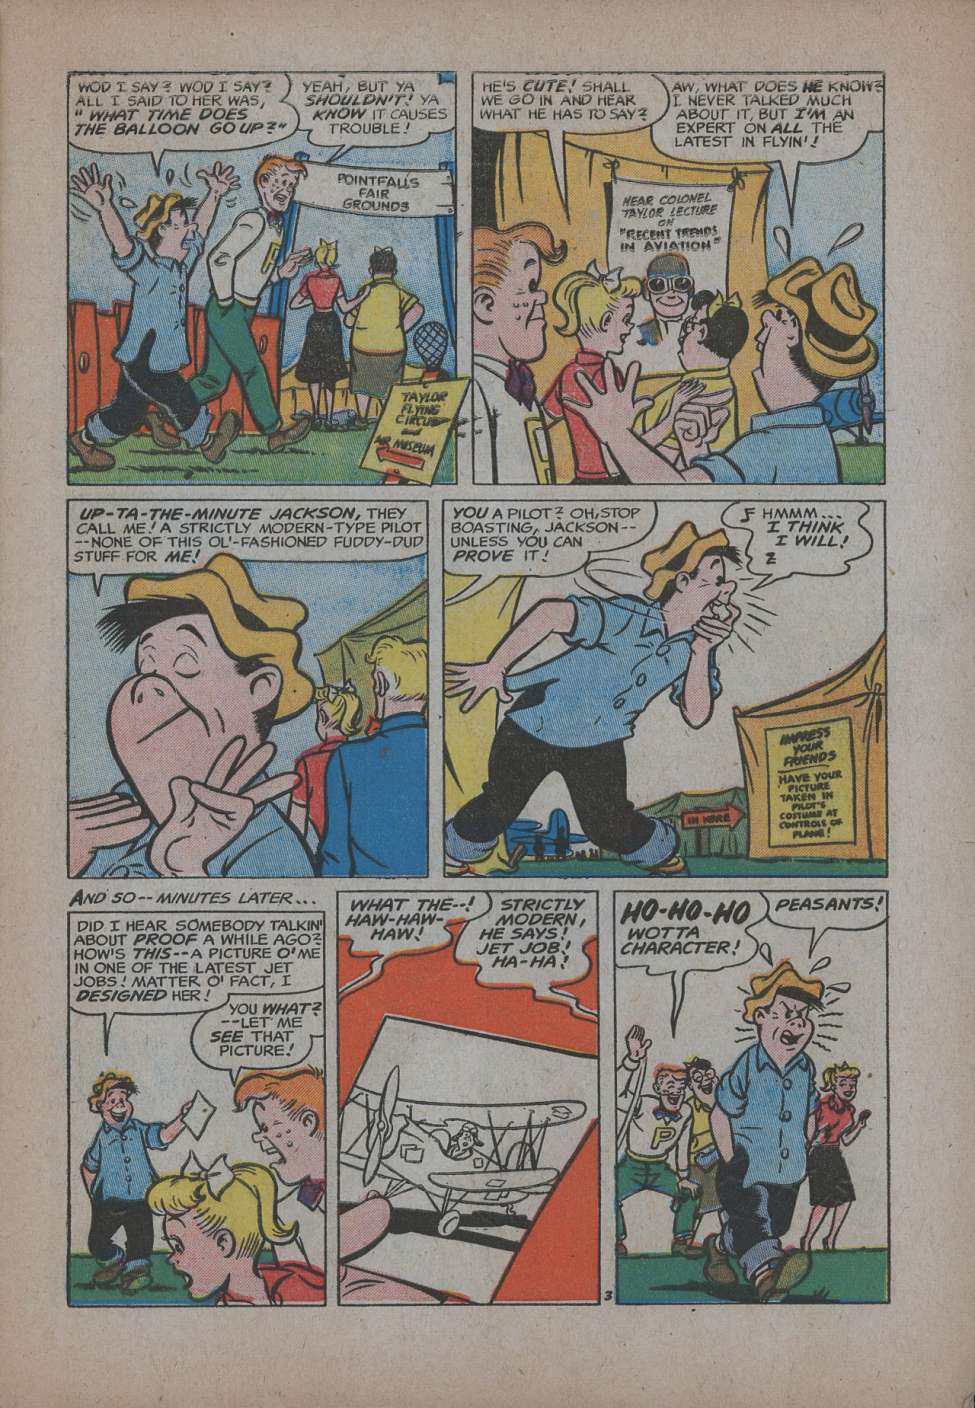 WOD I SAY? WOD I SAY?
ALL I SAID TO HER WAS,
"WHAT TIME DOES
THE BALLOON GO UP?"
YEAH, BUT YA
SHOULDN'T! YA
KNOW IT CAUSES
TROUBLE!
POINTFALLS
FAIR
GROUNDS
TAYLOR
FLYING
CIRCUS
and
AIR MUSEUM
HE'S CUTE! SHALL
WE GO IN AND HEAR
WHAT HE HAS TO SAY?
AW, WHAT DOES HE KNOW?
I NEVER TALKED MUCH
ABOUT IT, BUT I'M AN
EXPERT ON ALL THE
LATEST IN FLYIN'!
HEAR COLONEL
TAYLOR LECTURE
ON
"RECENT TRENDS
IN AVIATION"
UP-TA-THE-MINUTE JACKSON, THEY
CALL ME! A STRICTLY MODERN-TYPE PILOT
--NONE OF THIS OL'-FASHIONED FUDDY-DUD
STUFF FOR ME!
YOU A PILOT? OH, STOP
BOASTING, JACKSON--
UNLESS YOU CAN
PROVE IT!
HMMM...
I THINK
I WILL!
IMPRESS
YOUR
FRIENDS
HAVE YOUR
PICTURE
TAKEN IN
PILOT'S
COSTUME AT
CONTROLS OF
PLANE!
IN HERE
AND SO--MINUTES LATER...
DID I HEAR SOMEBODY TALKIN'
ABOUT PROOF A WHILE AGO?
HOW'S THIS--A PICTURE O' ME
IN ONE OF THE LATEST JET
JOBS! MATTER O' FACT, I
DESIGNED HER!
YOU WHAT?
--LET ME
SEE THAT
PICTURE!
WHAT THE--!
HAW-HAW-
HAW!
STRICTLY
MODERN,
HE SAYS!
JET JOB!
HA-HA!
3
HO-HO-HO
WOTTA
CHARACTER!
PEASANTS!
P